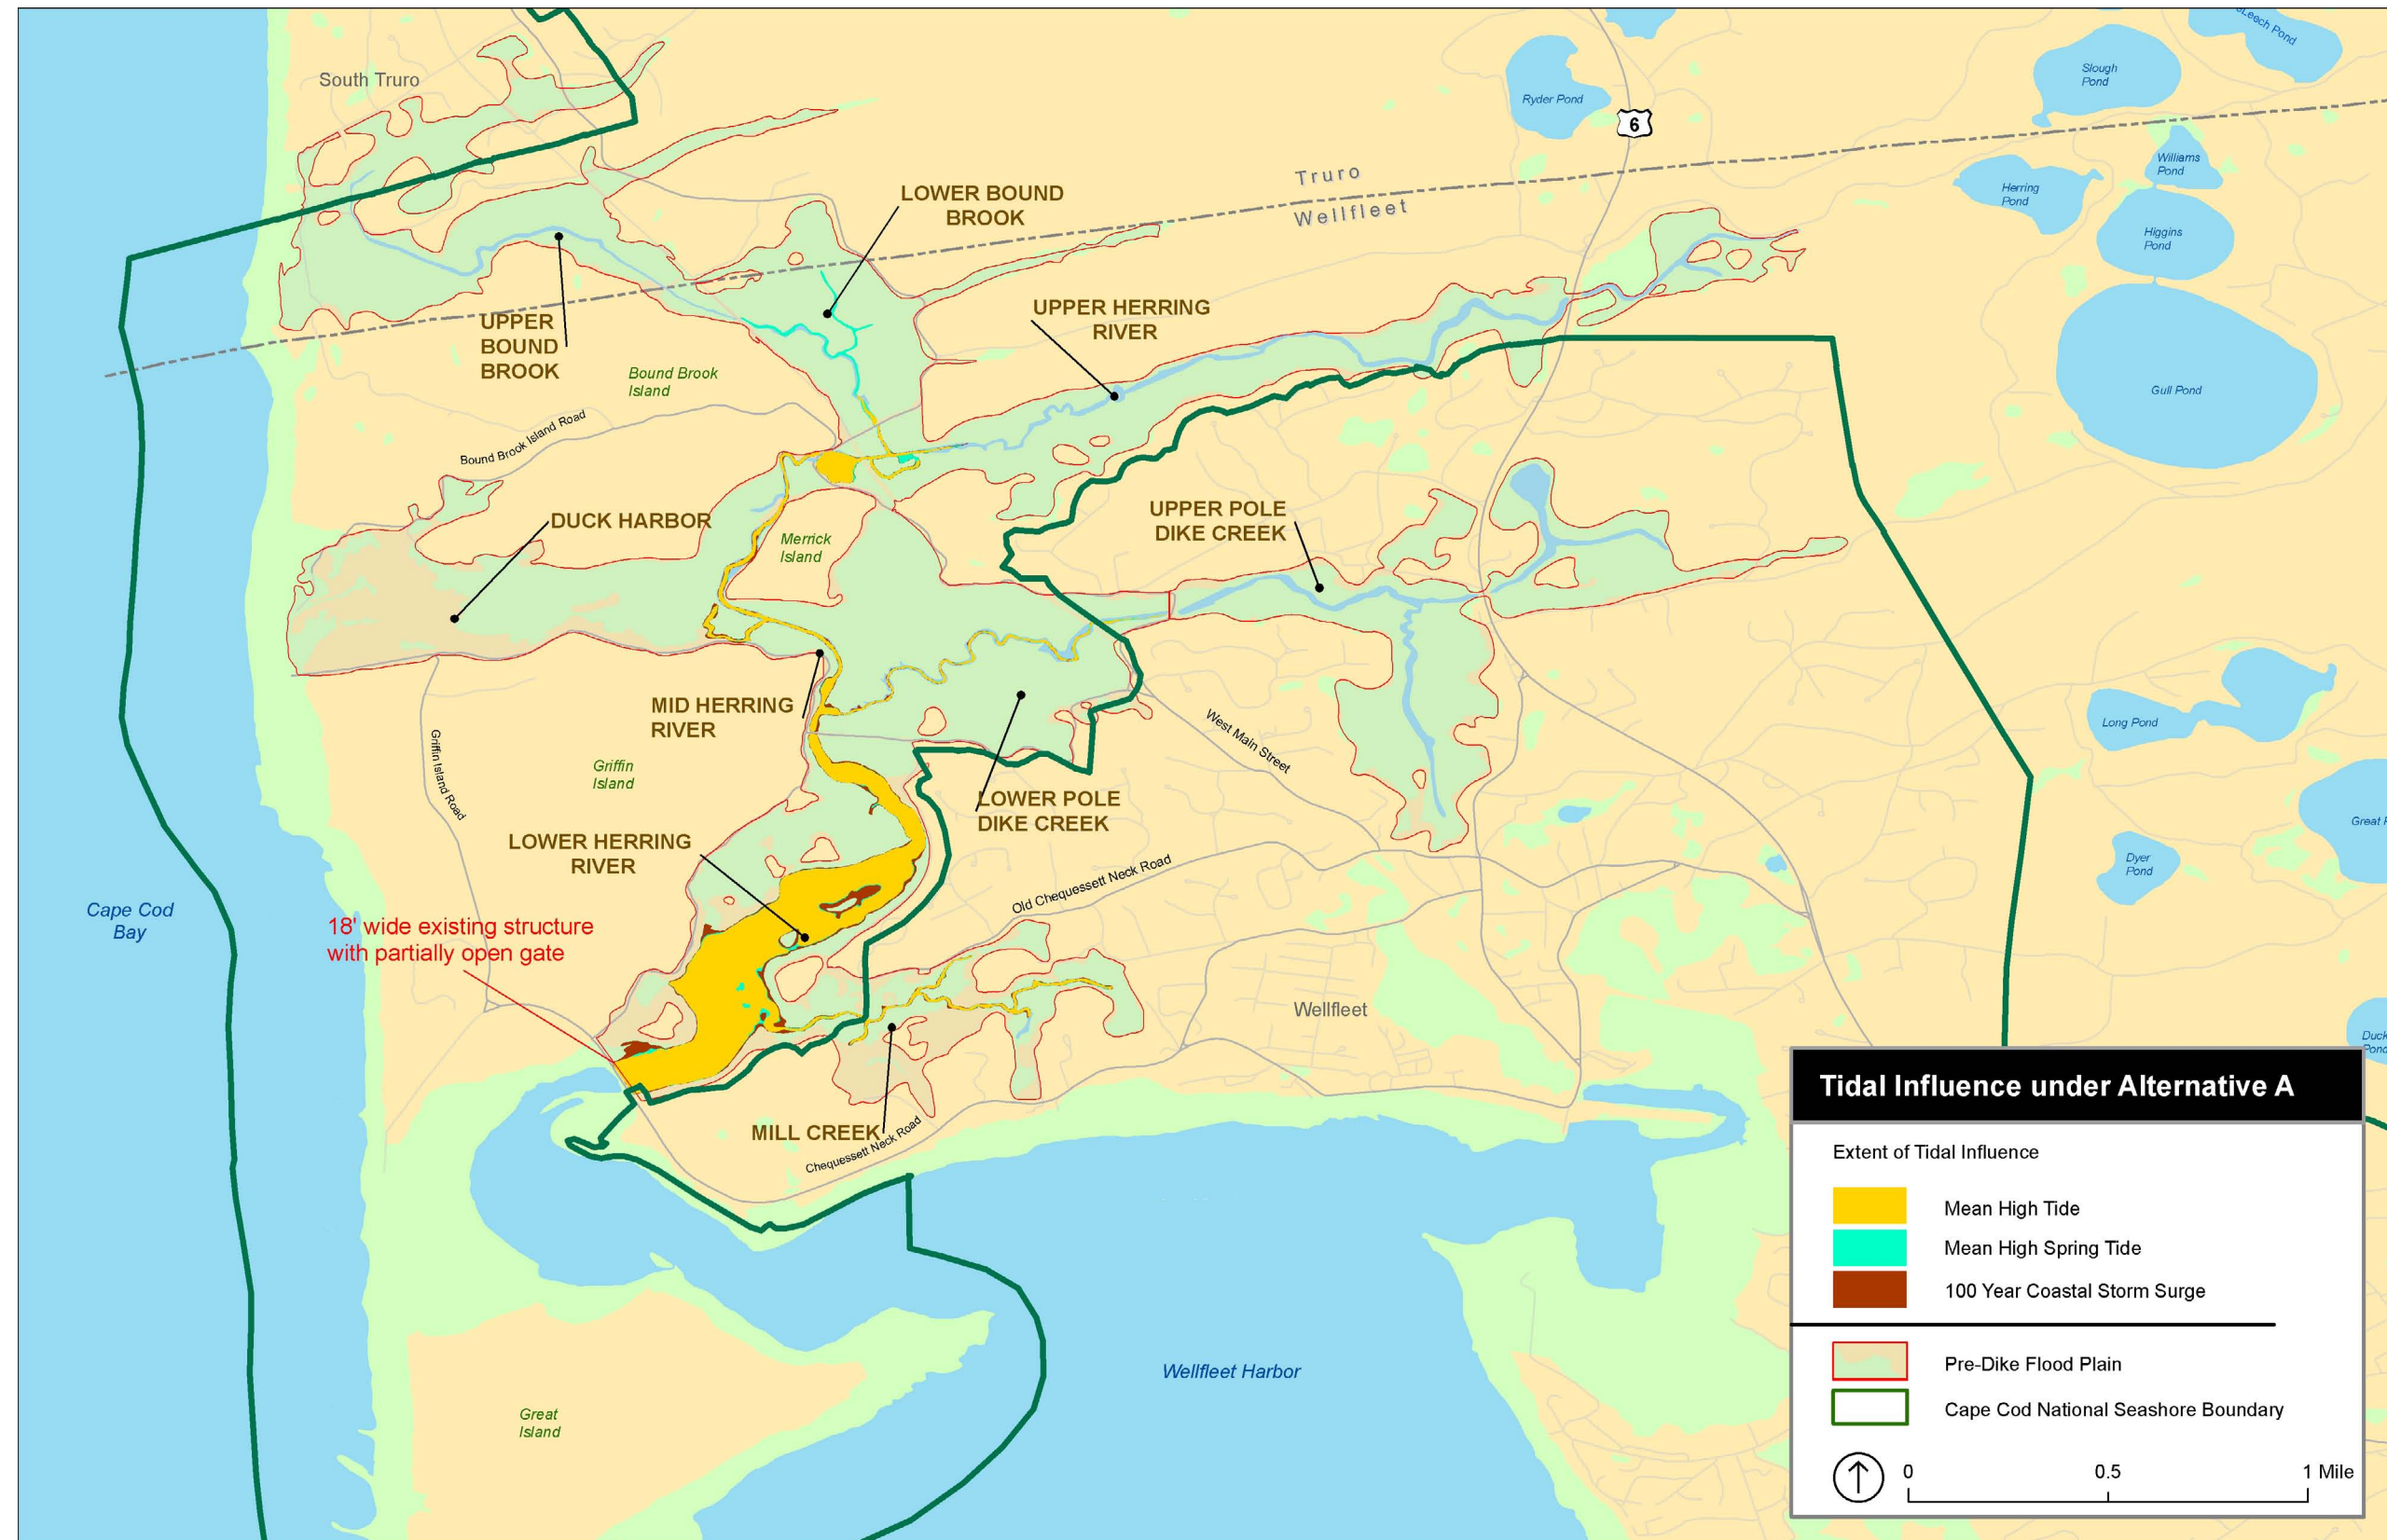 Leech Pond
South Truro
Slough
Pond
Ryder Pond
6
Williams
Pond
Truro
Wellfleet
Herring
Pond
LOWER BOUND
BROOK
Higgins
Pond
UPPER HERRING
RIVER
UPPER
BOUND
BROOK
Bound Brook
Island
Gull Pond
Bound Brook Island Road
DUCK HARBOR
UPPER POLE
DIKE CREEK
Merrick
Island
MID HERRING
RIVER
West Main Street
Long Pond
Griffin Island Road
Griffin
Island
LOWER POLE
DIKE CREEK
Great
LOWER HERRING
RIVER
Dyer
Pond
Old Chequessett Neck Road
Cape Cod
Bay
18' wide existing structure
with partially open gate
Wellfleet
Duck
Pond
MILL CREEK
Chequessett Neck Road
Wellfleet Harbor
Great
Island
Tidal Influence under Alternative A
Extent of Tidal Influence
Mean High Tide
Mean High Spring Tide
100 Year Coastal Storm Surge
Pre-Dike Flood Plain
Cape Cod National Seashore Boundary
0 0.5 1 Mile